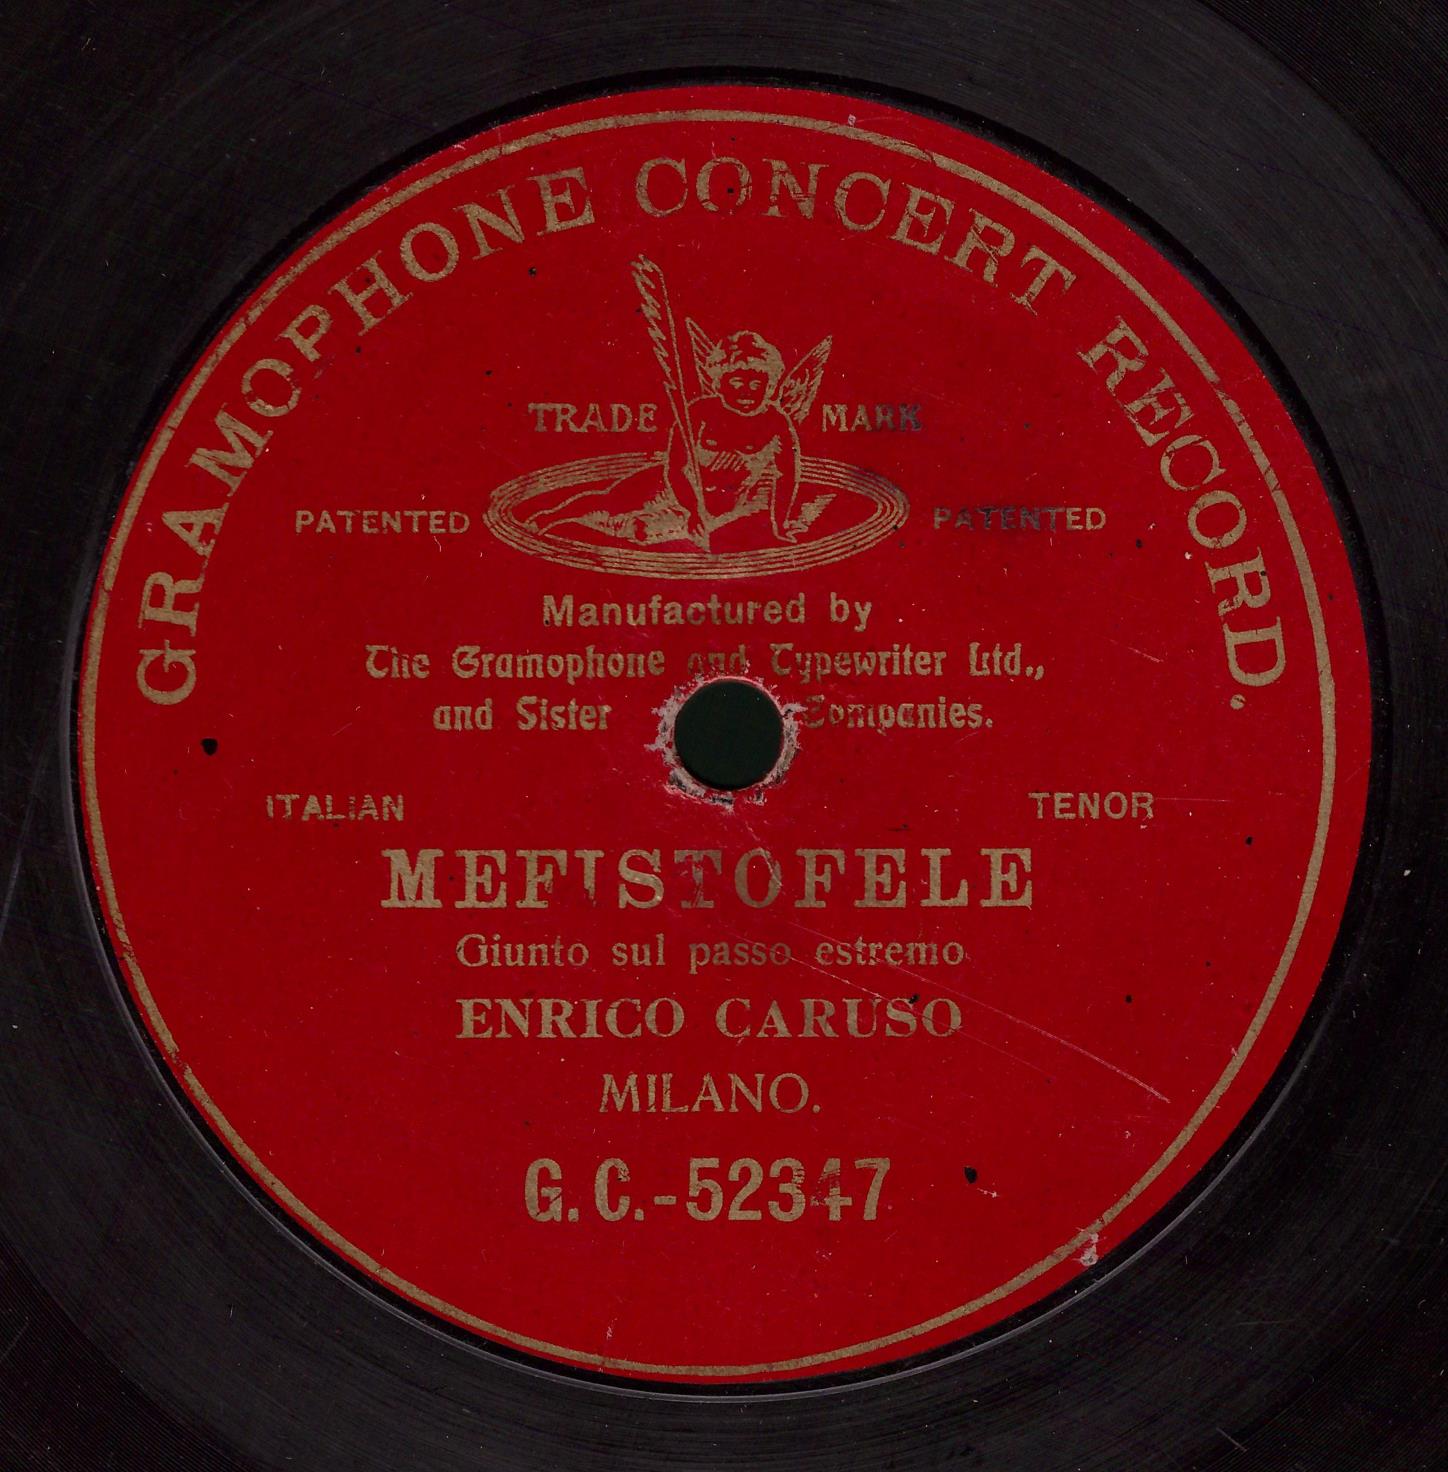 GRAMOPHONE CONCERT RECORD.
TRADE MARK
PATENTED PATENTED
Manufactured by
The Gramophone and Typewriter Ltd.,
and Sister Companies.
ITALIAN TENOR
MEFISTOFELE
Giunto sul passo estremo
ENRICO CARUSO
MILANO.
G.C.-52347